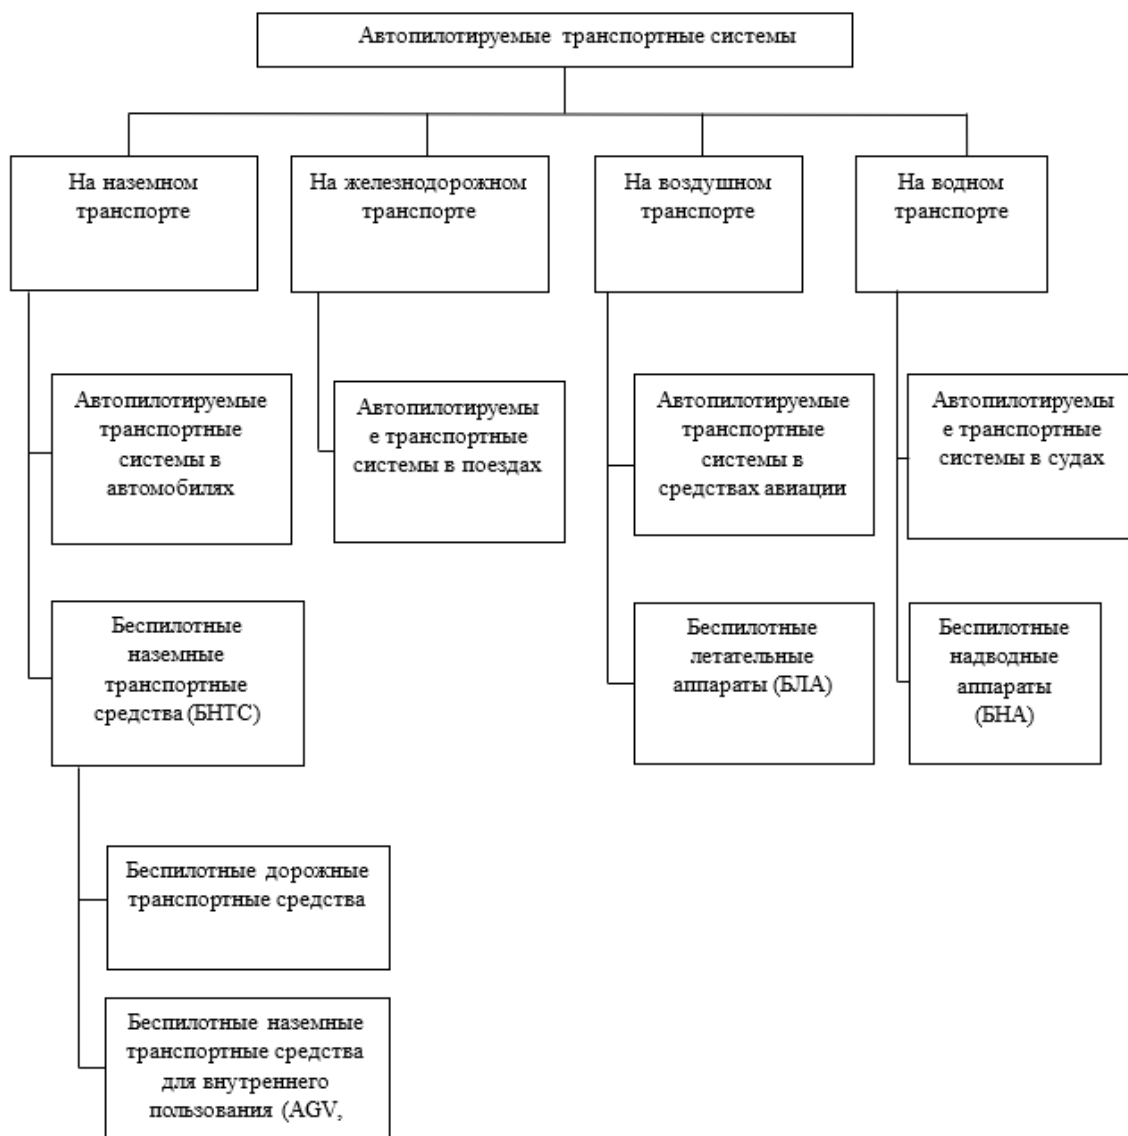 Автопилотируемые транспортные системы
На наземном
транспорте
На железнодорожном
транспорте
На воздушном
транспорте
На водном
транспорте
Автопилотируемые
транспортные
системы в
автомобилях
Автопилотируемы
е транспортные
системы в поездах
Автопилотируемые
транспортные
системы в
средствах авиации
Автопилотируемы
е транспортные
системы в судах
Беспилотные
наземные
транспортные
средства (БНТС)
Беспилотные
летательные
аппараты (БЛА)
Беспилотные
надводные
аппараты
(БНА)
Беспилотные дорожные
транспортные средства
Беспилотные наземные
транспортные средства
для внутреннего
пользования (AGV,